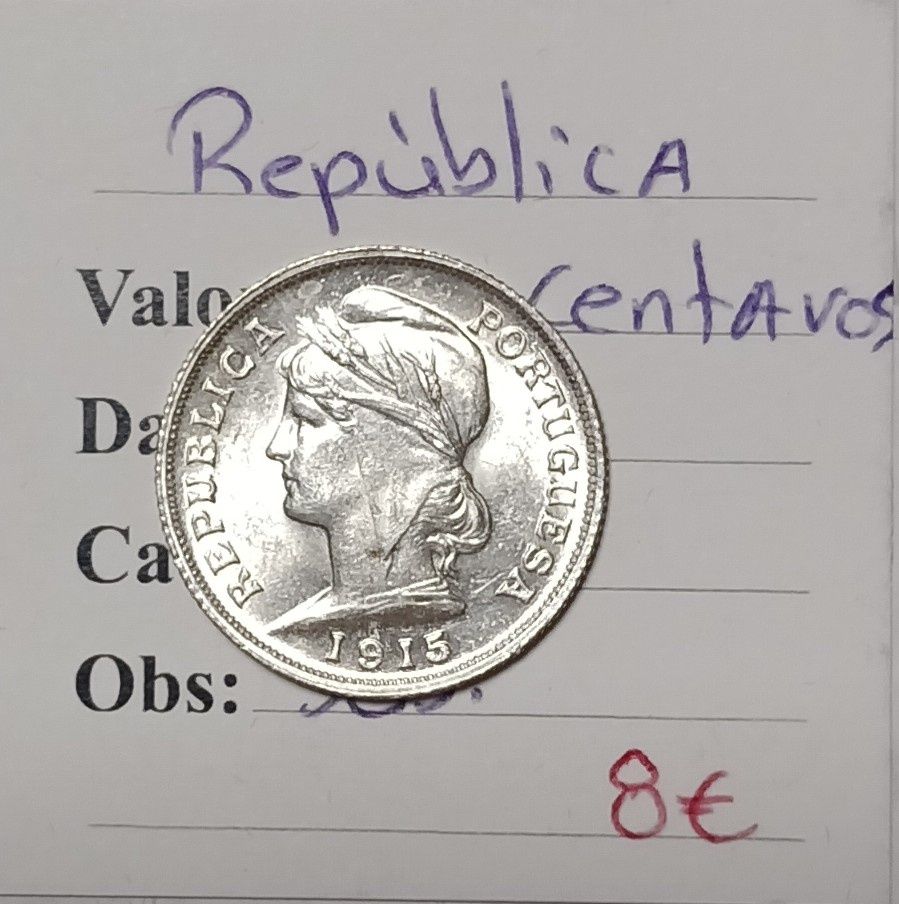 República
Valo centavos
Da
REPUBLICA PORTUGUESA
Ca
1915
Obs:
8€